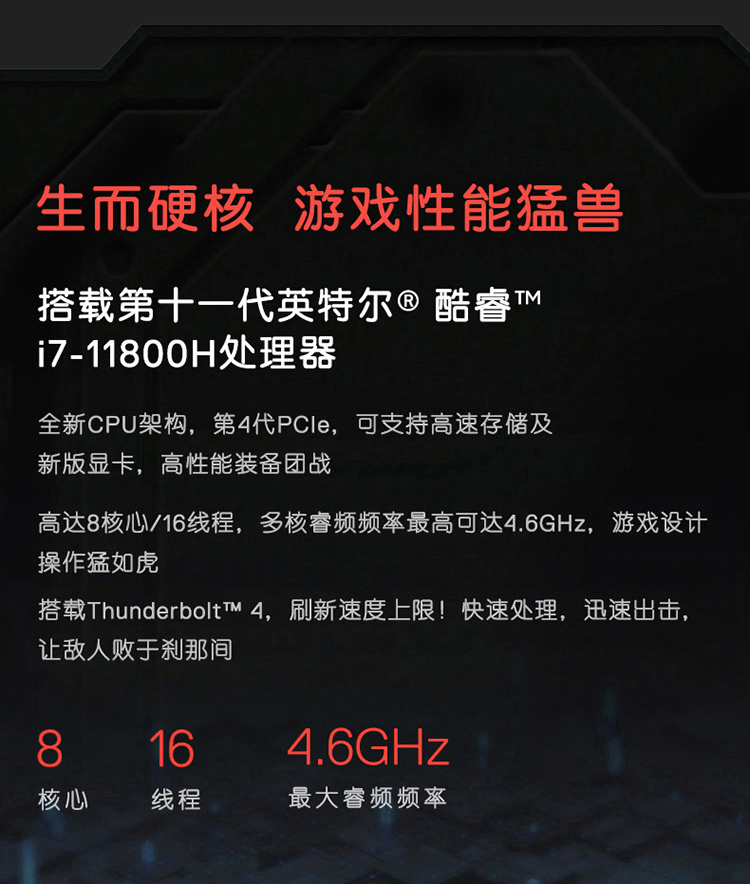 生而硬核 游戏性能猛兽
搭载第十一代英特尔® 酷睿™
i7-11800H处理器
全新CPU架构，第4代PCIe，可支持高速存储及
新版显卡，高性能装备团战
高达8核心/16线程，多核睿频频率最高可达4.6GHz，游戏设计
操作猛如虎
搭载Thunderbolt™ 4，刷新速度上限！快速处理，迅速出击，
让敌人败于刹那间
8 16 4.6GHz
核心 线程 最大睿频频率